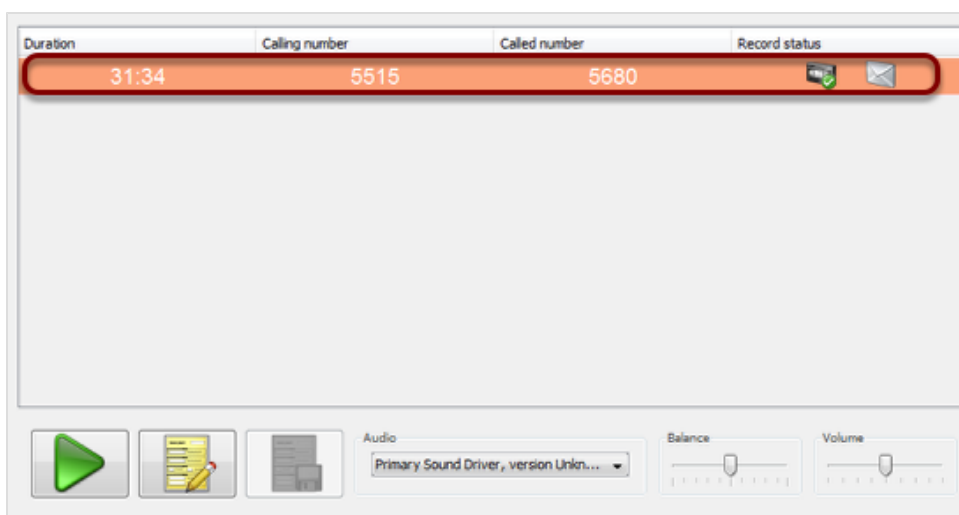 Duration Calling number Called number Record status
31:34 5515 5680
Audio Balance Volume
Primary Sound Driver, version Unkn...